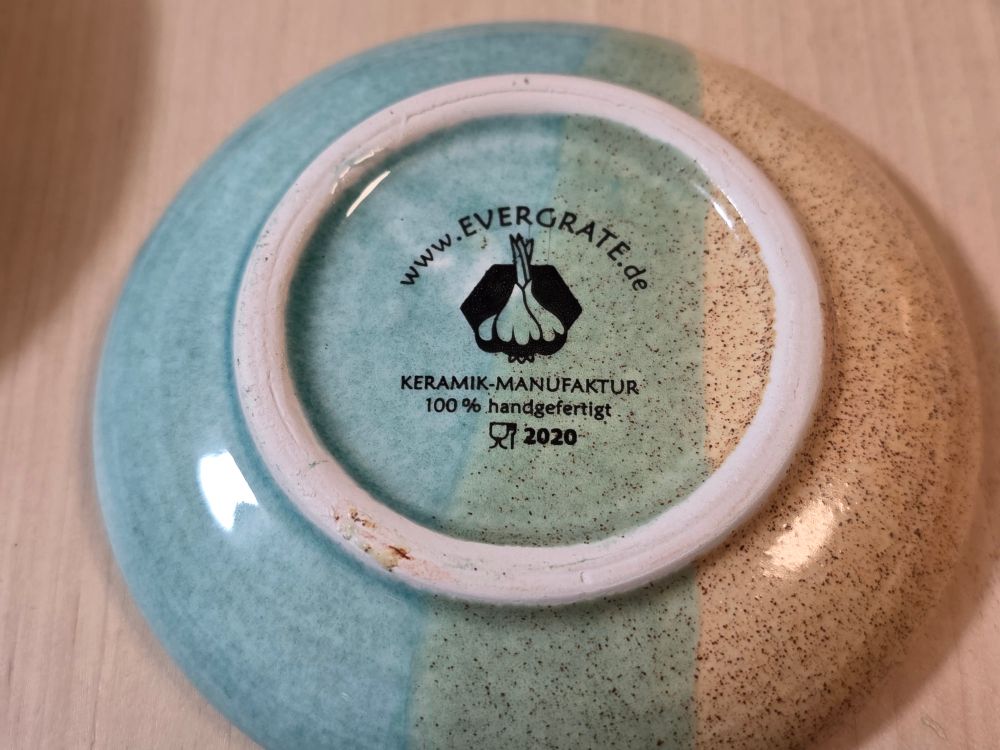 www.EVERGRATE.de
KERAMIK-MANUFAKTUR
100 % handgefertigt
2020